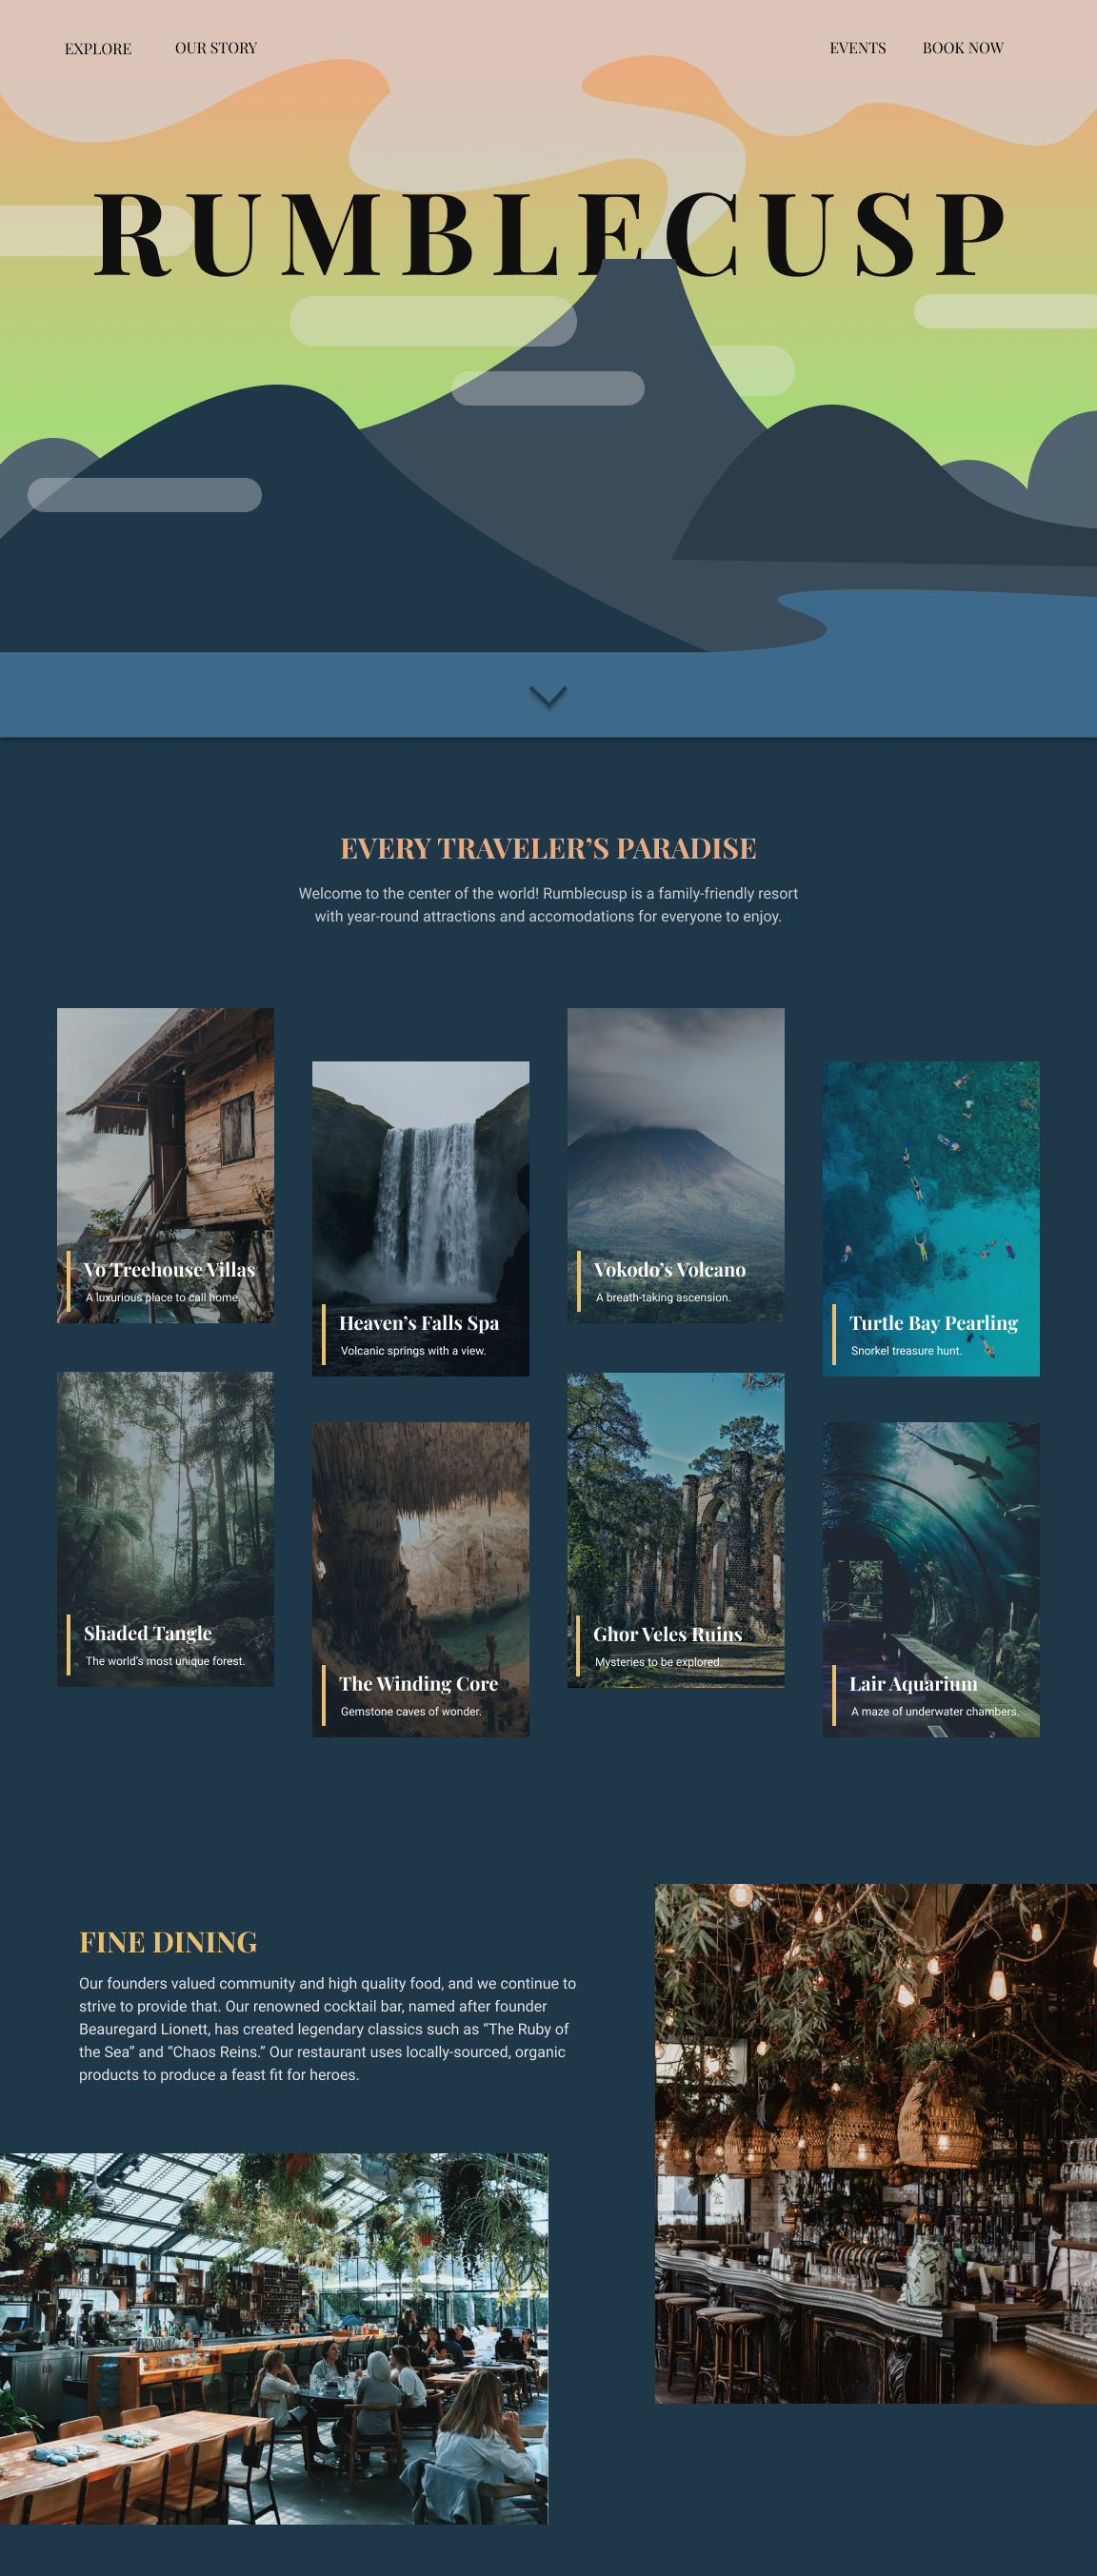 EXPLORE
OUR STORY
EVENTS
BOOK NOW
RUMBLECUSP
EVERY TRAVELER’S PARADISE
Welcome to the center of the world! Rumblecusp is a family-friendly resort
with year-round attractions and accomodations for everyone to enjoy.
Vo Treehouse Villas
A luxurious place to call home.
Heaven’s Falls Spa
Volcanic springs with a view.
Vokodo’s Volcano
A breath-taking ascension.
Turtle Bay Pearling
Snorkel treasure hunt.
Shaded Tangle
The world’s most unique forest.
The Winding Core
Gemstone caves of wonder.
Ghor Veles Ruins
Mysteries to be explored.
Lair Aquarium
A maze of underwater chambers.
FINE DINING
Our founders valued community and high quality food, and we continue to
strive to provide that. Our renowned cocktail bar, named after founder
Beauregard Lionett, has created legendary classics such as “The Ruby of
the Sea” and “Chaos Reins.” Our restaurant uses locally-sourced, organic
products to produce a feast fit for heroes.